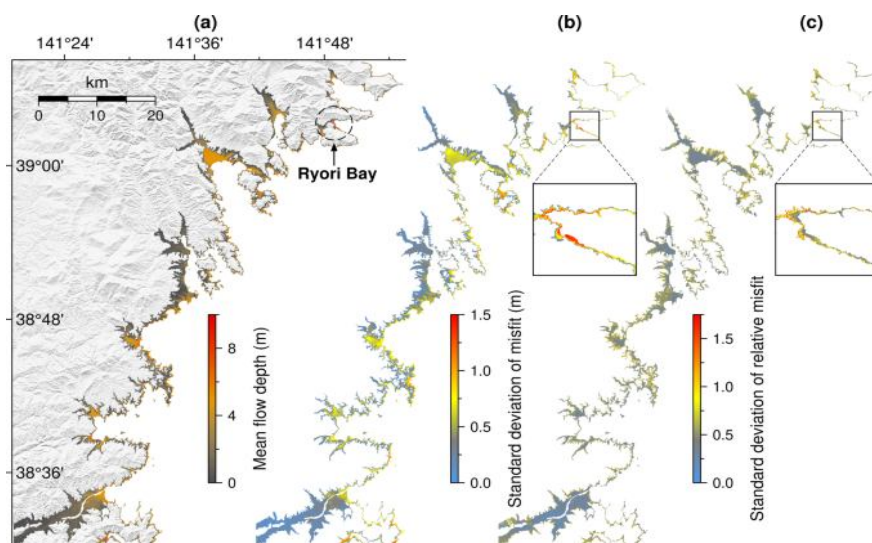 (a)
(b)
(c)
141°24'
141°36'
141°48'
km
0 10 20
39°00'
38°48'
38°36'
Ryori Bay
8
4
0
Mean flow depth (m)
1.5
1.0
0.5
0.0
Standard deviation of misfit (m)
1.5
1.0
0.5
0.0
Standard deviation of relative misfit